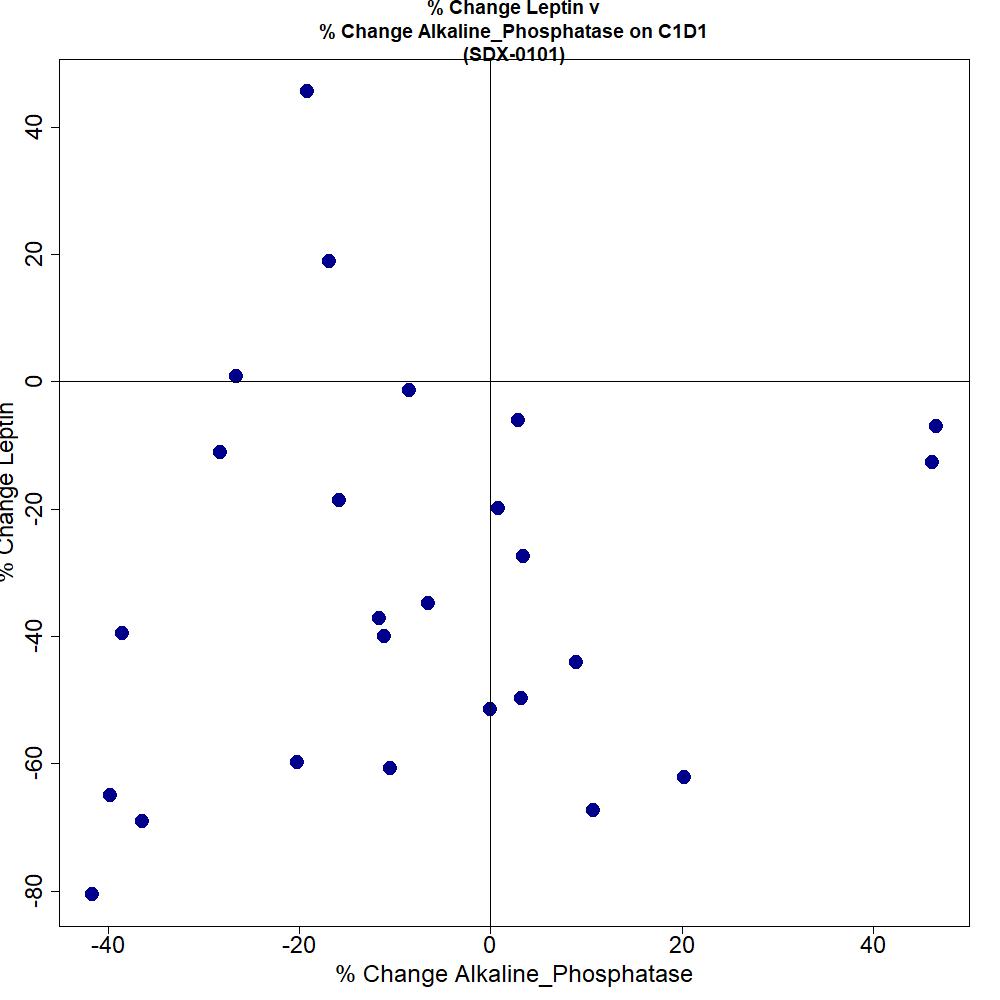 % Change Leptin v
% Change Alkaline_Phosphatase on C1D1
(SDX-0101)
% Change Leptin
40
20
0
-20
-40
-60
-80
-40
-20
0
20
40
% Change Alkaline_Phosphatase